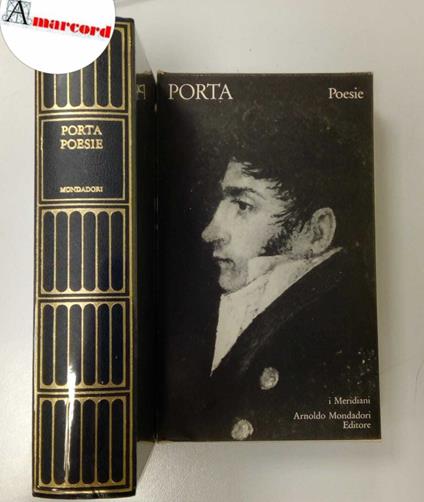 Amarcord
PORTA
POESIE
MONDADORI
PORTA Poesie
i Meridiani
Arnoldo Mondadori
Editore